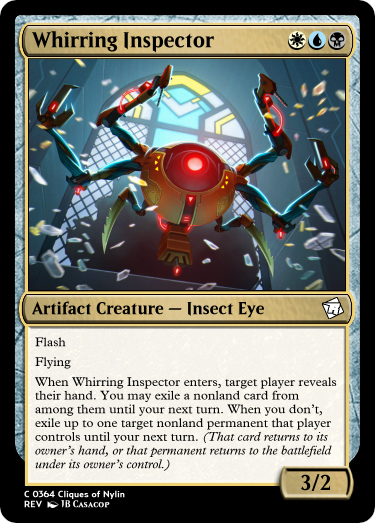 Whirring Inspector
Artifact Creature — Insect Eye
Flash
Flying
When Whirring Inspector enters, target player reveals
their hand. You may exile a nonland card from
among them until your next turn. When you don't,
exile up to one target nonland permanent that player
controls until your next turn. (That card returns to its
owner's hand, or that permanent returns to the battlefield
under its owner's control.)
3/2
C 0364 Cliques of Nylin
REV JB Casacop